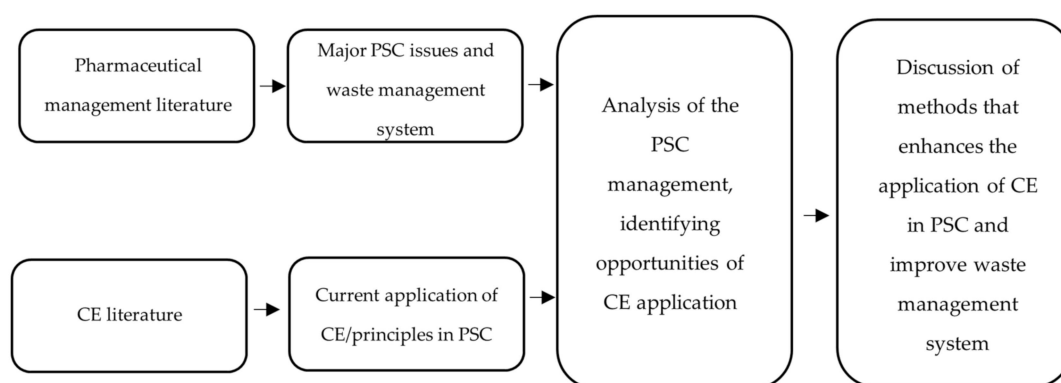 Pharmaceutical
management literature
Major PSC issues and
waste management
system
CE literature
Current application of
CE/principles in PSC
Analysis of the
PSC
management,
identifying
opportunities of
CE application
Discussion of
methods that
enhances the
application of CE
in PSC and
improve waste
management
system